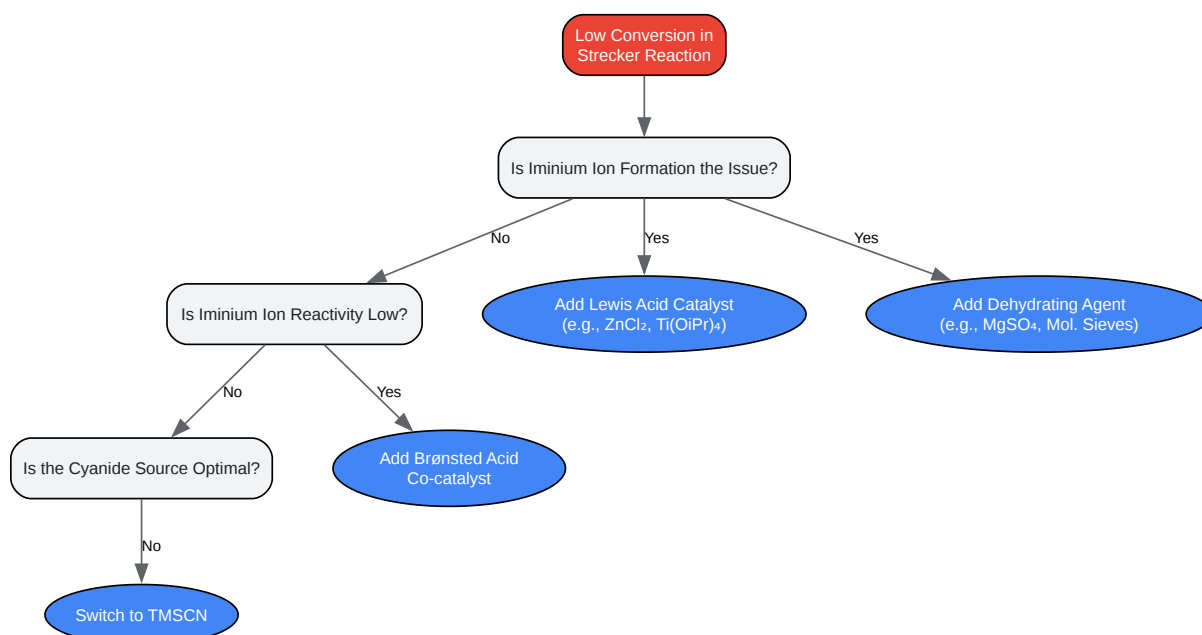 Low Conversion in
Strecker Reaction
Is Iminium Ion Formation the Issue?
No
Yes
Yes
Is Iminium Ion Reactivity Low?
Add Lewis Acid Catalyst
(e.g., ZnCl₂, Ti(OiPr)₄)
Add Dehydrating Agent
(e.g., MgSO₄, Mol. Sieves)
No
Yes
Is the Cyanide Source Optimal?
Add Brønsted Acid
Co-catalyst
No
Switch to TMSCN